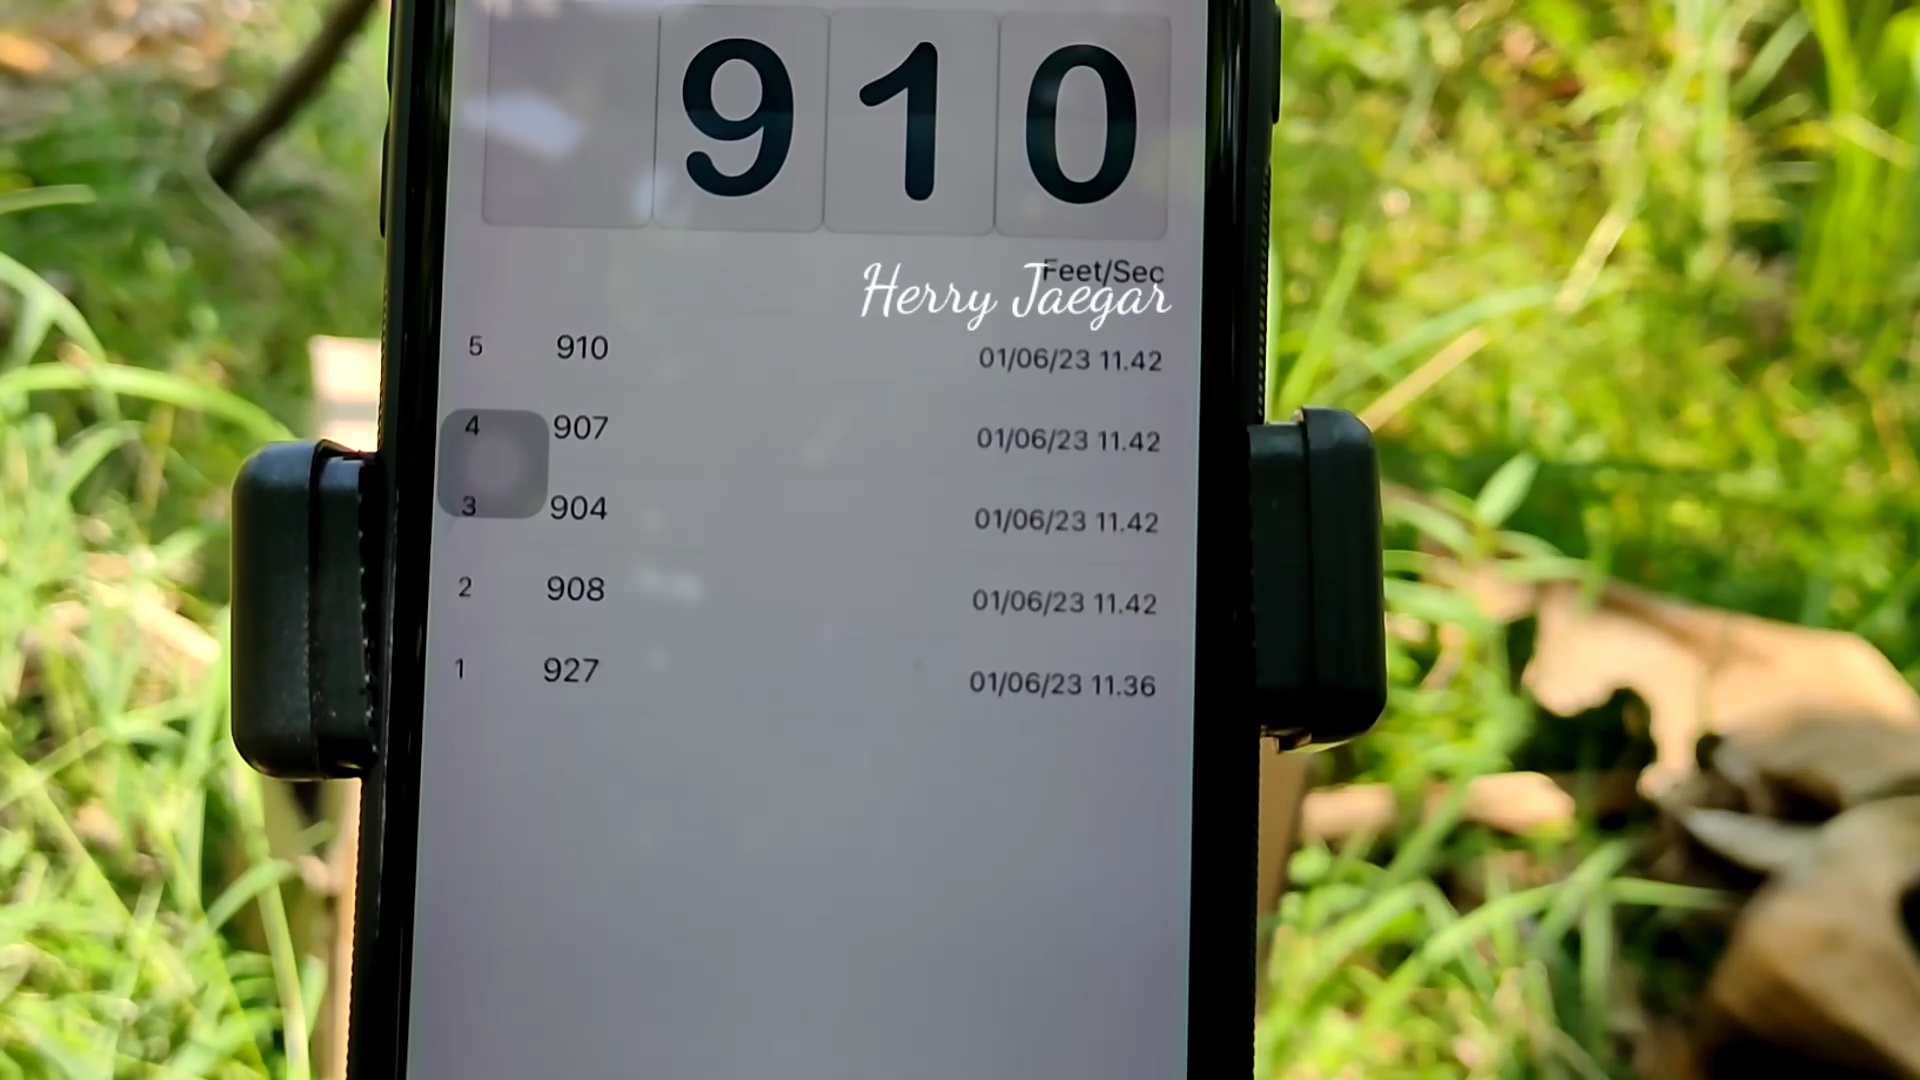 910
Feet/Sec
Herry Jaegar
5 910 01/06/23 11.42
4 907 01/06/23 11.42
3 904 01/06/23 11.42
2 908 01/06/23 11.42
1 927 01/06/23 11.36